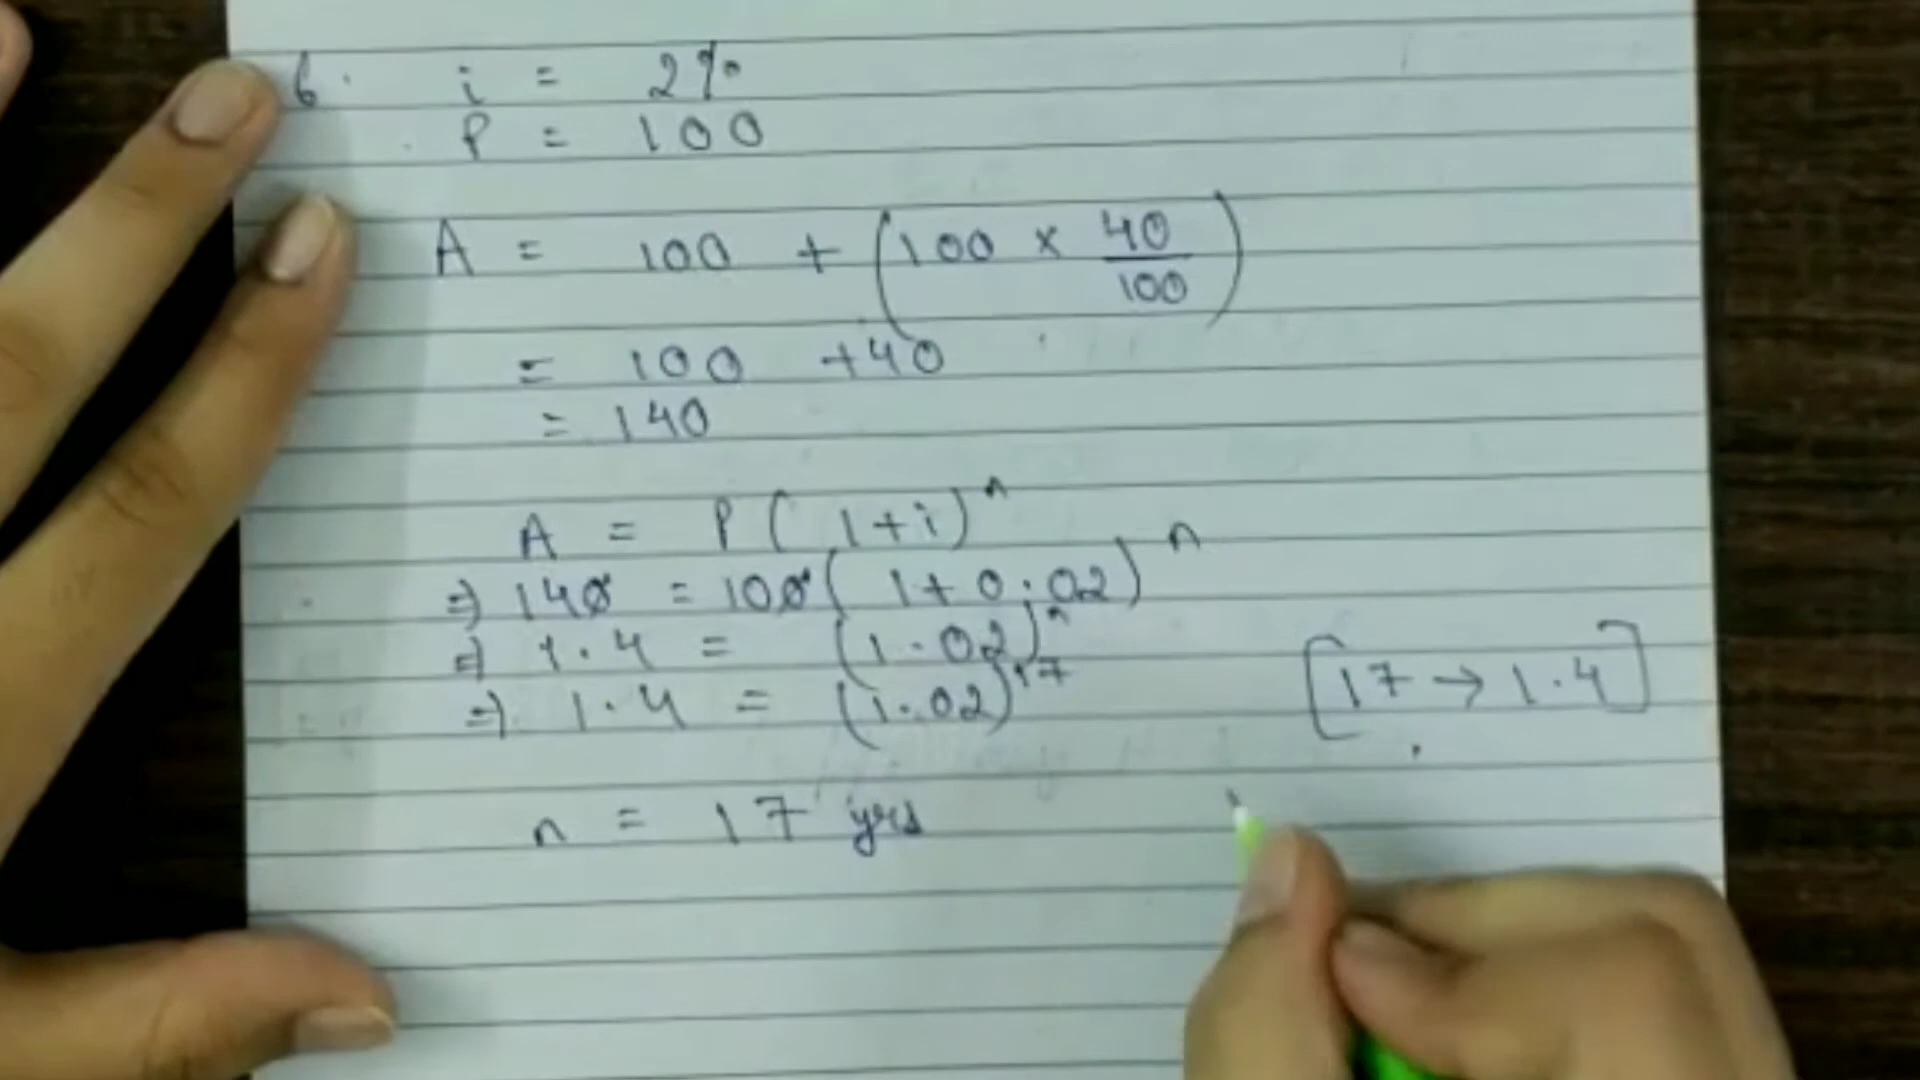 6. i = 2%
P = 100
A = 100 + (100 × 40/100)
= 100 + 40
= 140
A = P(1+i)^n
⇒ 140 = 100(1+0.02)^n
⇒ 1.4 = (1.02)^n
⇒ 1.4 = (1.02)^17 [17 → 1.4]
n = 17 yrs